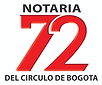 NOTARIA
72
DEL CIRCULO DE BOGOTA